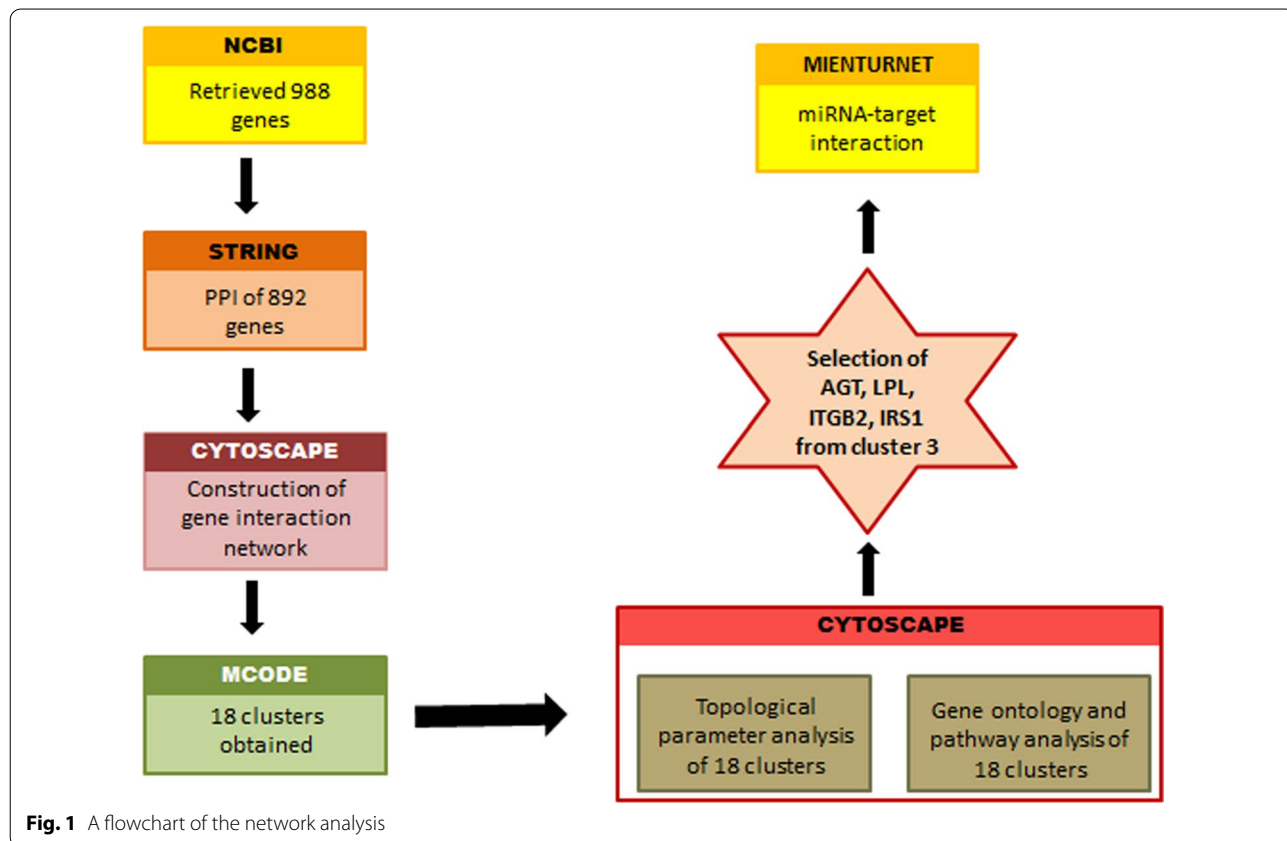 NCBI
Retrieved 988
genes
STRING
PPI of 892
genes
CYTOSCAPE
Construction of
gene interaction
network
MCODE
18 clusters
obtained
CYTOSCAPE
Topological
parameter analysis
of 18 clusters
Gene ontology and
pathway analysis of
18 clusters
Selection of
AGT, LPL,
ITGB2, IRS1
from cluster 3
MIENTURNET
miRNA-target
interaction
Fig. 1 A flowchart of the network analysis